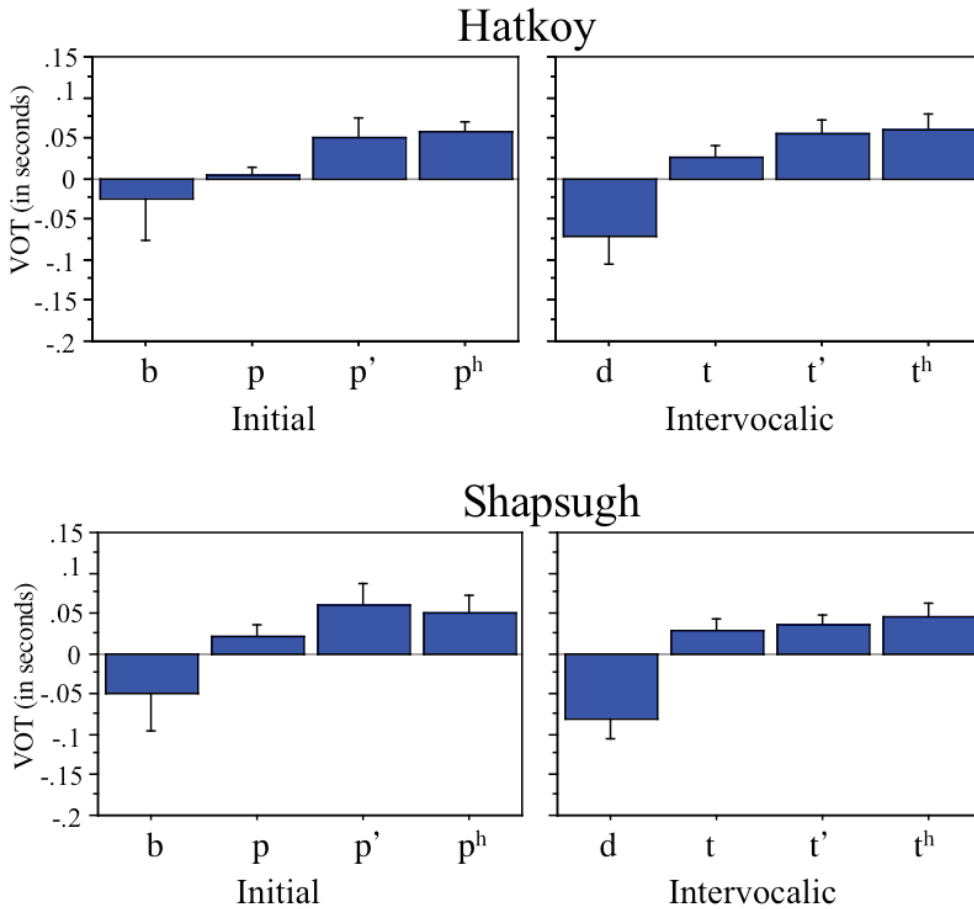 Hatkoy
VOT (in seconds)
.15
.1
.05
0
-.05
-.1
-.15
-.2
b p p’ pʰ
Initial
d t t’ tʰ
Intervocalic
Shapsugh
VOT (in seconds)
.15
.1
.05
0
-.05
-.1
-.15
-.2
b p p’ pʰ
Initial
d t t’ tʰ
Intervocalic